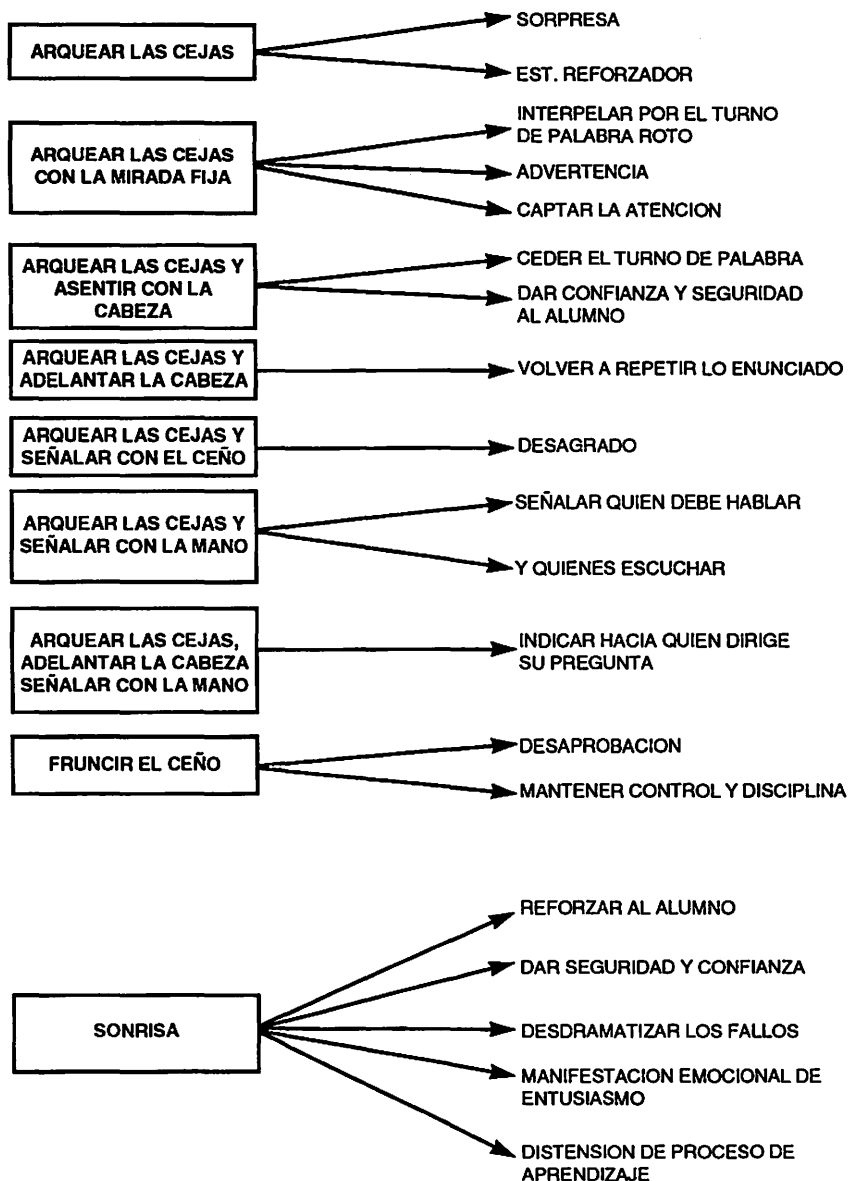 ARQUEAR LAS CEJAS
SORPRESA
EST. REFORZADOR
ARQUEAR LAS CEJAS
CON LA MIRADA FIJA
INTERPELAR POR EL TURNO
DE PALABRA ROTO
ADVERTENCIA
CAPTAR LA ATENCION
ARQUEAR LAS CEJAS Y
ASENTIR CON LA
CABEZA
CEDER EL TURNO DE PALABRA
DAR CONFIANZA Y SEGURIDAD
AL ALUMNO
ARQUEAR LAS CEJAS Y
ADELANTAR LA CABEZA
VOLVER A REPETIR LO ENUNCIADO
ARQUEAR LAS CEJAS Y
SEÑALAR CON EL CEÑO
DESAGRADO
ARQUEAR LAS CEJAS Y
SEÑALAR CON LA MANO
SEÑALAR QUIEN DEBE HABLAR
Y QUIENES ESCUCHAR
ARQUEAR LAS CEJAS,
ADELANTAR LA CABEZA
SEÑALAR CON LA MANO
INDICAR HACIA QUIEN DIRIGE
SU PREGUNTA
FRUNCIR EL CEÑO
DESAPROBACION
MANTENER CONTROL Y DISCIPLINA
SONRISA
REFORZAR AL ALUMNO
DAR SEGURIDAD Y CONFIANZA
DESDRAMATIZAR LOS FALLOS
MANIFESTACION EMOCIONAL DE
ENTUSIASMO
DISTENSION DE PROCESO DE
APRENDIZAJE